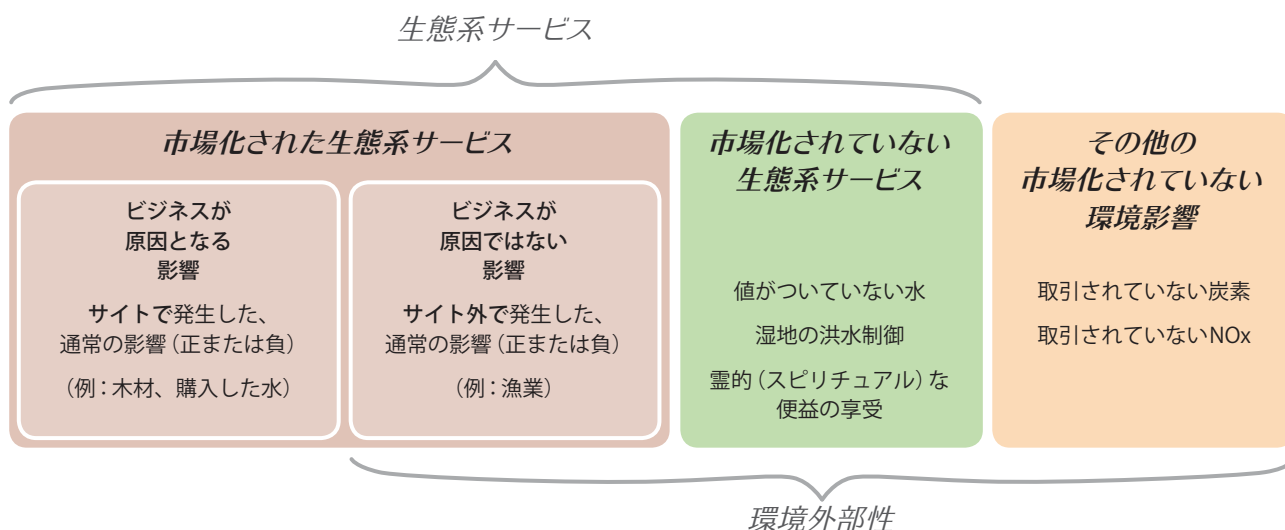 生態系サービス
市場化された生態系サービス
ビジネスが
原因となる
影響
サイトで発生した、
通常の影響（正または負）
（例：木材、購入した水）
ビジネスが
原因ではない
影響
サイト外で発生した、
通常の影響（正または負）
（例：漁業）
市場化されていない
生態系サービス
値がついていない水
湿地の洪水制御
霊的（スピリチュアル）な
便益の享受
その他の
市場化されていない
環境影響
取引されていない炭素
取引されていないNOx
環境外部性